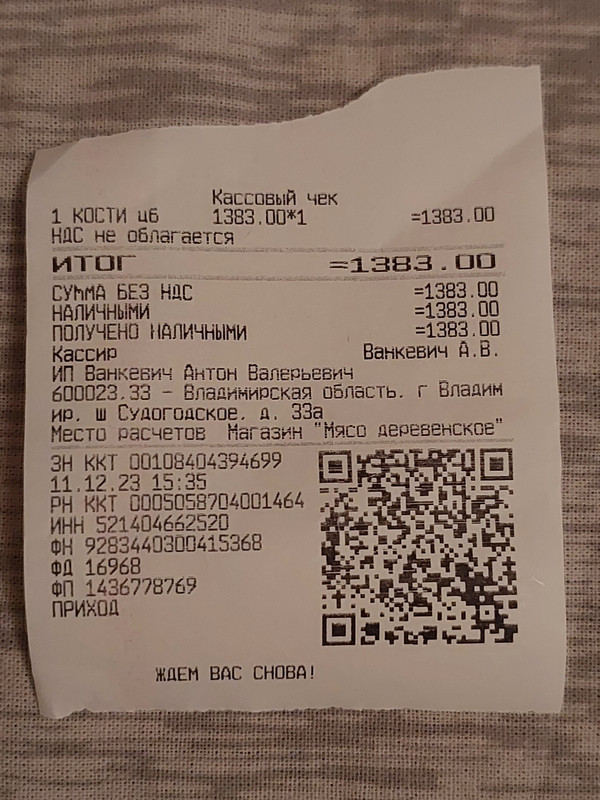 Кассовый чек
1 КОСТИ цб 1383.00*1 =1383.00
НДС не облагается
ИТОГ =1383.00
СУММА БЕЗ НДС =1383.00
НАЛИЧНЫМИ =1383.00
ПОЛУЧЕНО НАЛИЧНЫМИ =1383.00
Кассир Ванкевич А.В.
ИП Ванкевич Антон Валерьевич
600023,33 - Владимирская область, г Владим
ир, ш Судогодское, д. 33а
Место расчетов Магазин "Мясо деревенское"
ЗН ККТ 00108404394699
11.12.23 15:35
РН ККТ 0005058704001464
ИНН 521404662520
ФН 9283440300415368
ФД 16968
ФП 1436778769
ПРИХОД
ЖДЕМ ВАС СНОВА!